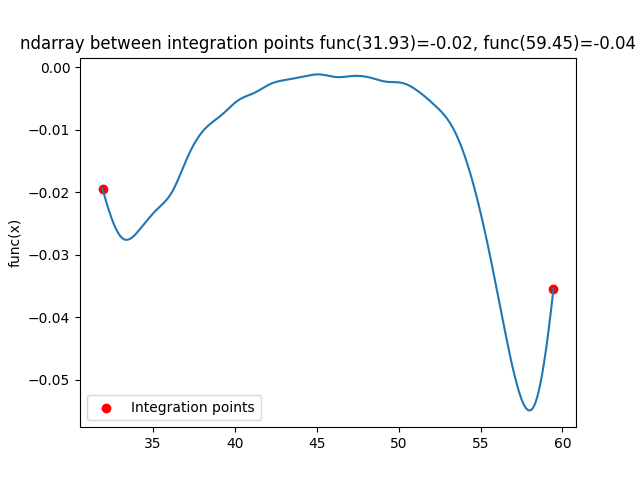 ndarray between integration points func(31.93)=-0.02, func(59.45)=-0.04
0.00
−0.01
−0.02
−0.03
−0.04
−0.05
func(x)
Integration points
35 40 45 50 55 60